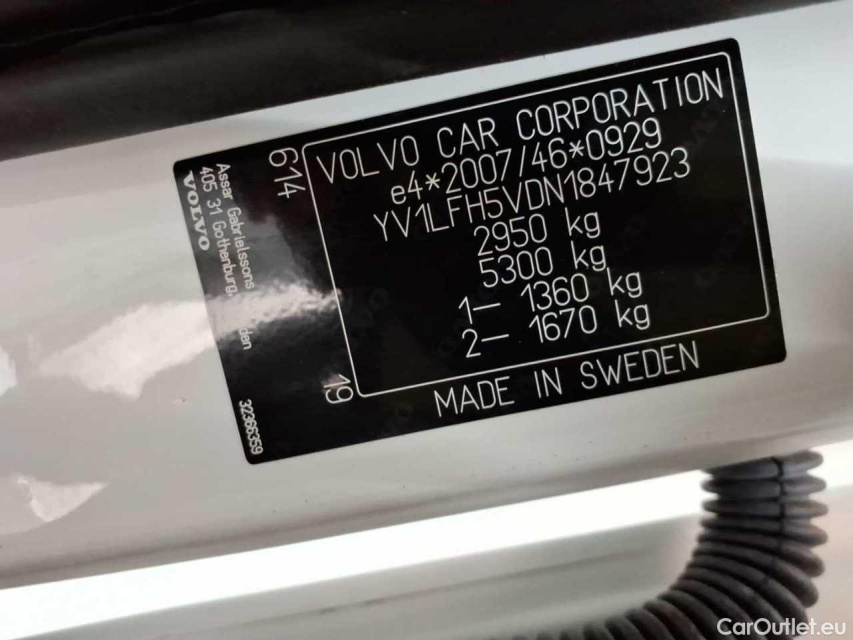 VOLVO CAR CORPORATION
e4*2007/46*0929
YV1LFH5VDN1847923
2950 kg
5300 kg
1— 1360 kg
2— 1670 kg
MADE IN SWEDEN
614
19
Assar Gabrielssons
405 31 Gothenburg,
VOLVO
32366359
CarOutlet.eu